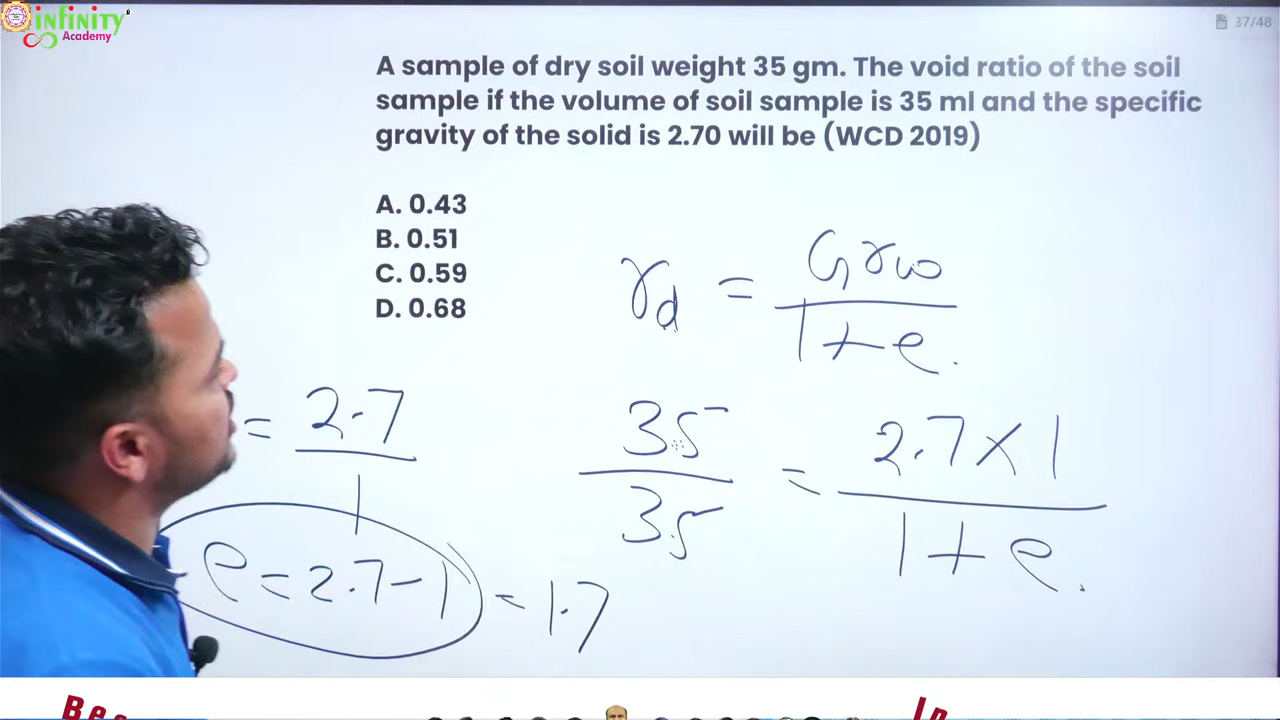 infinity
Academy
37/48
A sample of dry soil weight 35 gm. The void ratio of the soil
sample if the volume of soil sample is 35 ml and the specific
gravity of the solid is 2.70 will be (WCD 2019)
A. 0.43
B. 0.51
C. 0.59
D. 0.68
γd = Gγw / 1+e.
35 / 35 = 2.7×1 / 1+e.
= 2.7 / 1
e = 2.7-1 = 1.7
Bes
In